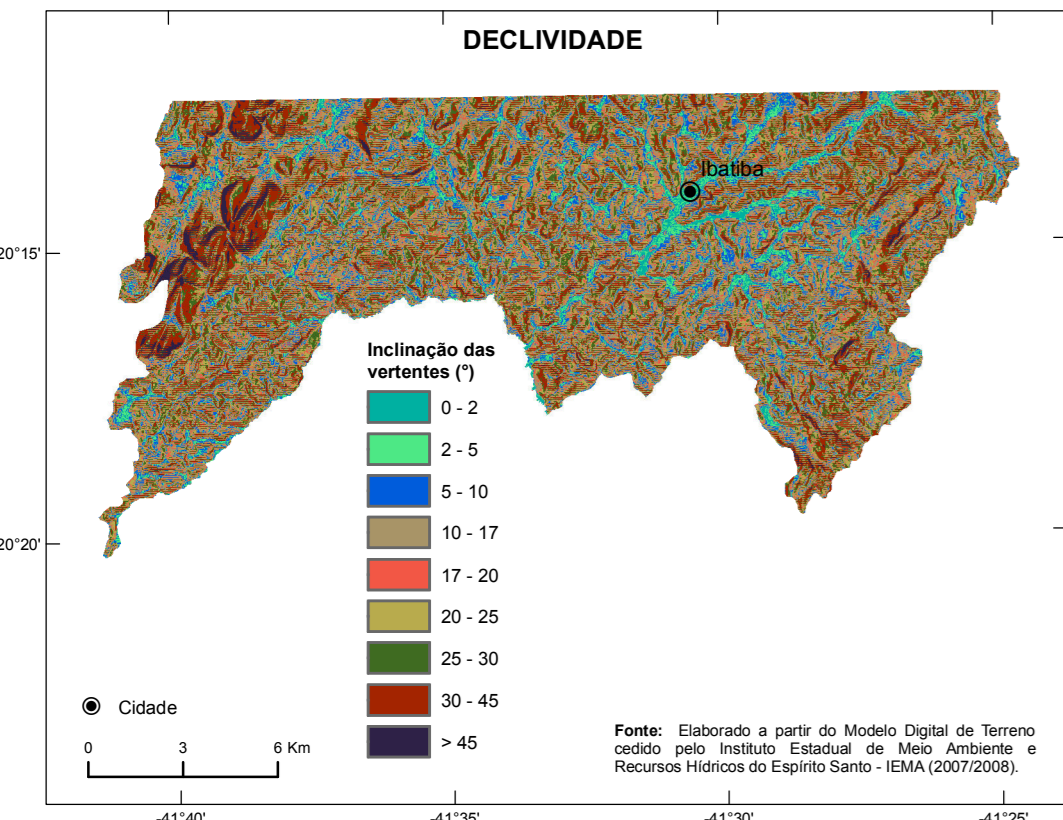 DECLIVIDADE
Ibatiba
20°15'
20°20'
Inclinação das
vertentes (°)
0 - 2
2 - 5
5 - 10
10 - 17
17 - 20
20 - 25
25 - 30
30 - 45
> 45
Cidade
0 3 6 Km
Fonte: Elaborado a partir do Modelo Digital de Terreno
cedido pelo Instituto Estadual de Meio Ambiente e
Recursos Hídricos do Espírito Santo - IEMA (2007/2008).
-41°40' -41°35' -41°30' -41°25'